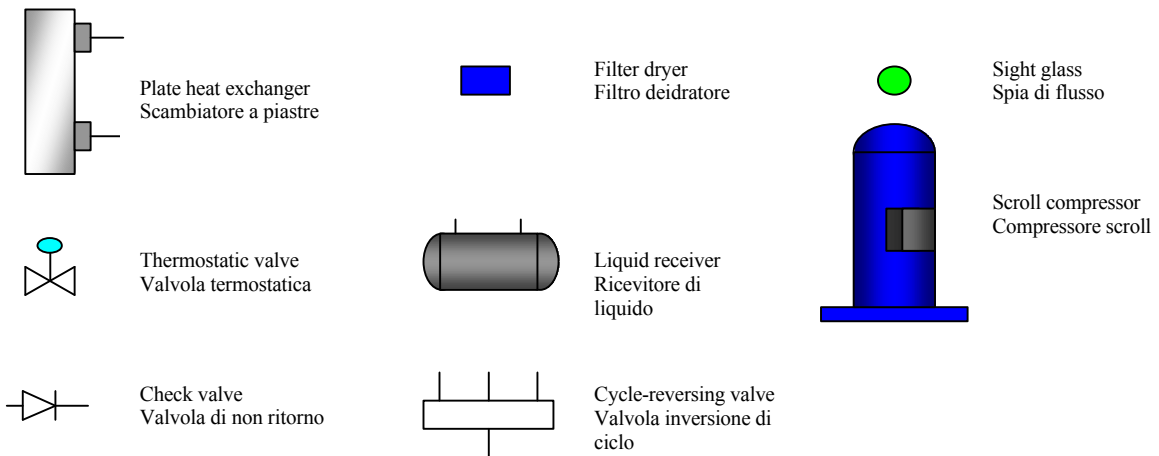 Plate heat exchanger
Scambiatore a piastre
Filter dryer
Filtro deidratore
Sight glass
Spia di flusso
Thermostatic valve
Valvola termostatica
Liquid receiver
Ricevitore di
liquido
Scroll compressor
Compressore scroll
Check valve
Valvola di non ritorno
Cycle-reversing valve
Valvola inversione di
ciclo